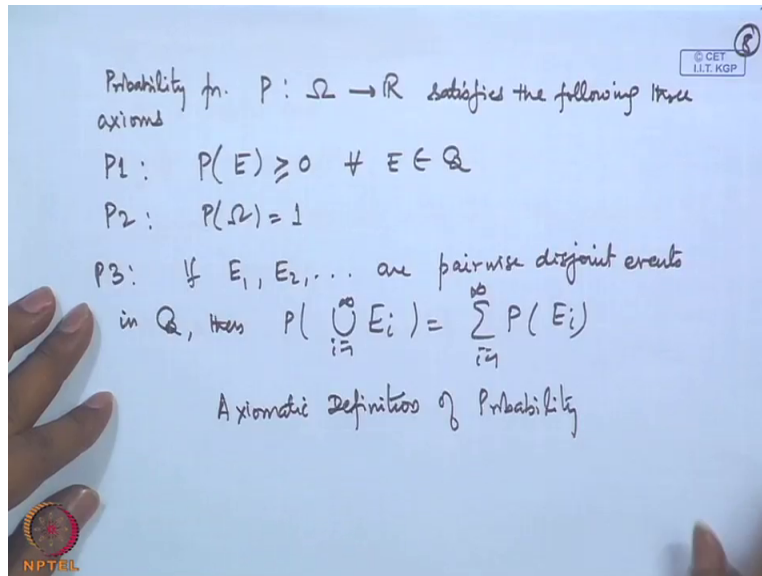 8
© CET
I.I.T. KGP
Probability fn. P : Ω → R satisfies the following three
axioms
P1 : P(E) ⩾ 0 ∀ E ∈ Q
P2 : P(Ω) = 1
P3 : If E₁, E₂, ... are pairwise disjoint events
in Q, then P( ∞⋃i=1 Ei ) = ∞∑i=1 P( Ei )
Axiomatic Definition of Probability
NPTEL